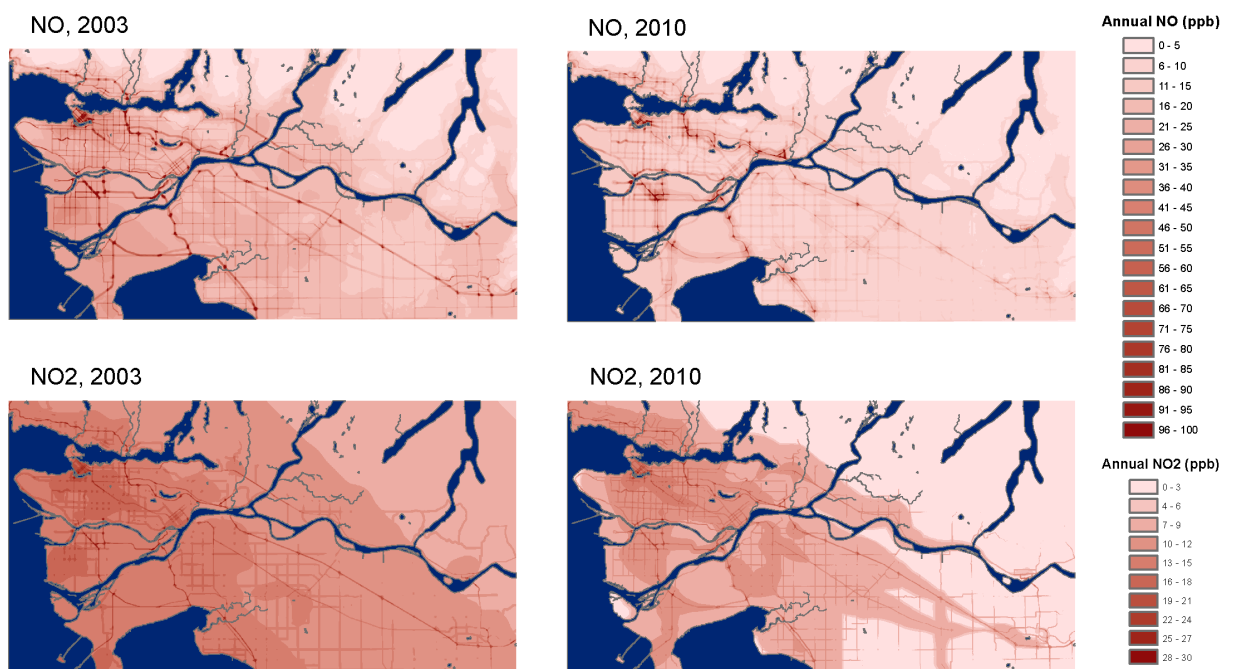 NO, 2003
NO, 2010
Annual NO (ppb)
0 - 5
6 - 10
11 - 15
16 - 20
21 - 25
26 - 30
31 - 35
36 - 40
41 - 45
46 - 50
51 - 55
56 - 60
61 - 65
66 - 70
71 - 75
76 - 80
81 - 85
86 - 90
91 - 95
96 - 100
NO2, 2003
NO2, 2010
Annual NO2 (ppb)
0 - 3
4 - 6
7 - 9
10 - 12
13 - 15
16 - 18
19 - 21
22 - 24
25 - 27
28 - 30